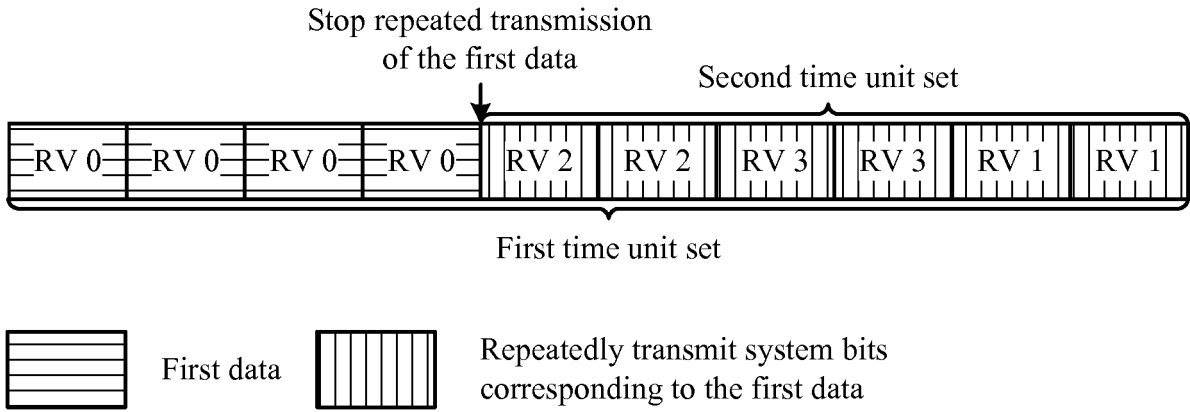 Stop repeated transmission
of the first data
Second time unit set
RV 0 RV 0 RV 0 RV 0 RV 2 RV 2 RV 3 RV 3 RV 1 RV 1
First time unit set
First data
Repeatedly transmit system bits
corresponding to the first data